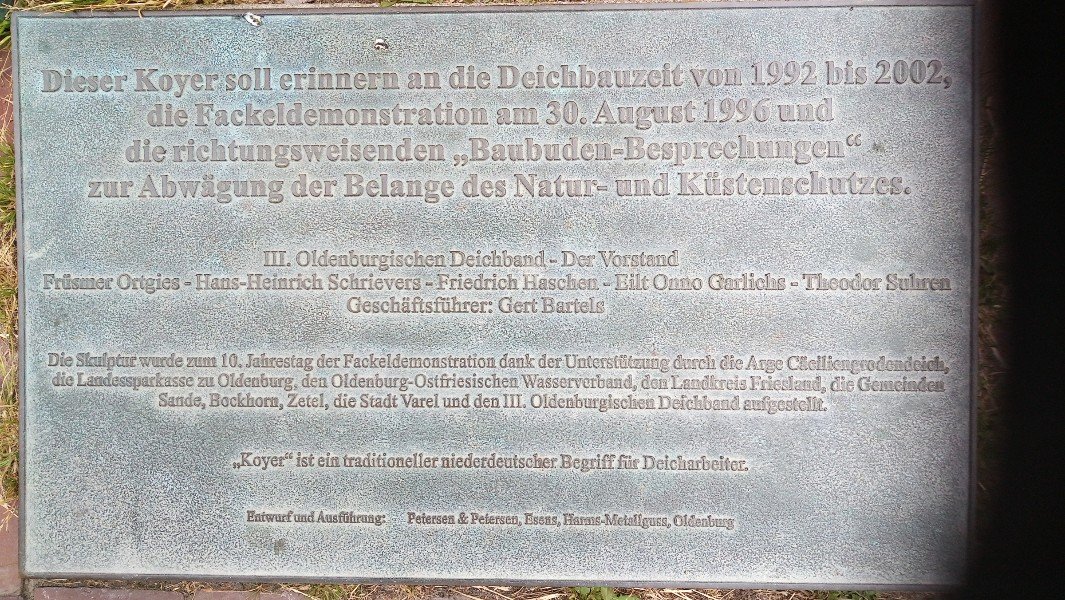 Dieser Koyer soll erinnern an die Deichbauzeit von 1992 bis 2002,
die Fackeldemonstration am 30. August 1996 und
die richtungsweisenden „Baubuden-Besprechungen“
zur Abwägung der Belange des Natur- und Küstenschutzes.
III. Oldenburgischen Deichband - Der Vorstand
Früsmer Ortgies - Hans-Heinrich Schrievers - Friedrich Haschen - Eilt Onno Garlichs - Theodor Suhren
Geschäftsführer: Gert Bartels
Die Skulptur wurde zum 10. Jahrestag der Fackeldemonstration dank der Unterstützung durch die Arge Cäciliengrodendeich,
die Landessparkasse zu Oldenburg, den Oldenburg-Ostfriesischen Wasserverband, den Landkreis Friesland, die Gemeinden
Sande, Bockhorn, Zetel, die Stadt Varel und den III. Oldenburgischen Deichband aufgestellt.
„Koyer“ ist ein traditioneller niederdeutscher Begriff für Deicharbeiter.
Entwurf und Ausführung: Petersen & Petersen, Esens, Harms-Metallguss, Oldenburg